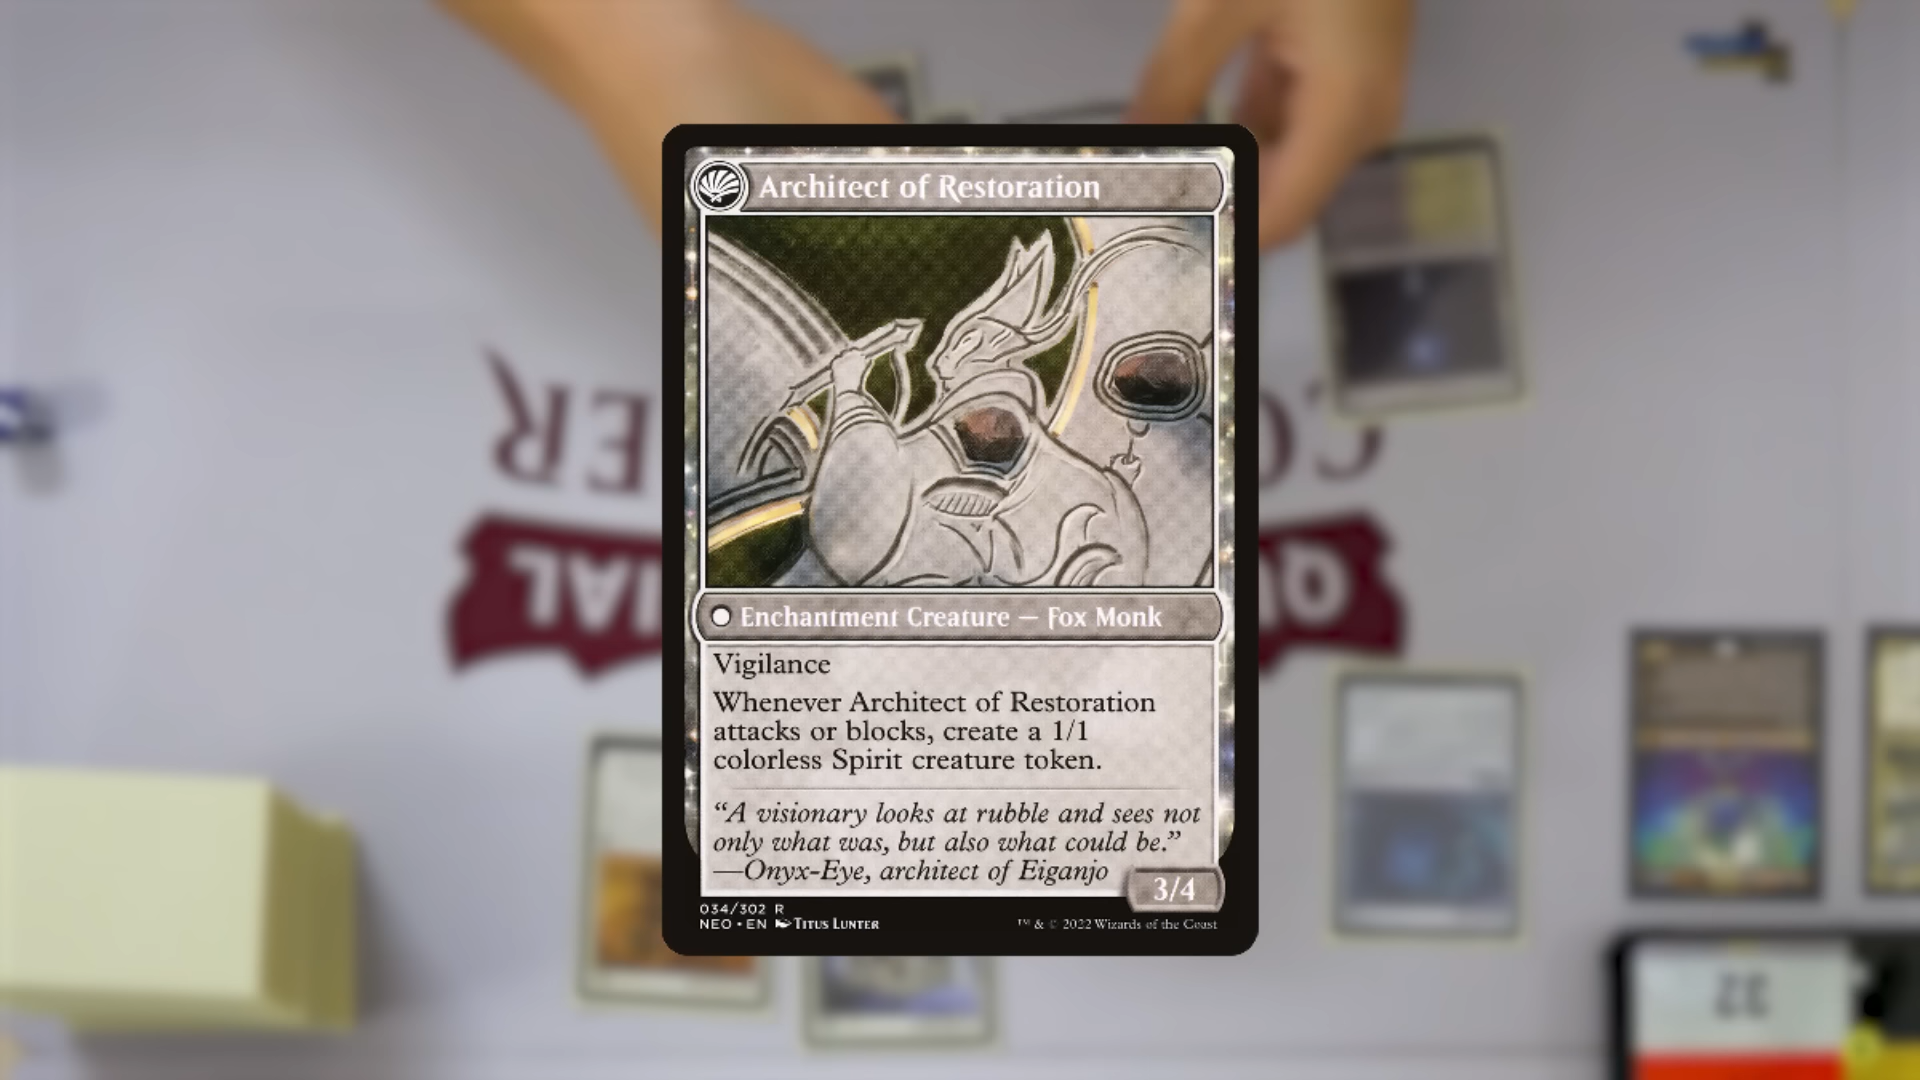 Architect of Restoration
Enchantment Creature — Fox Monk
Vigilance
Whenever Architect of Restoration
attacks or blocks, create a 1/1
colorless Spirit creature token.
“A visionary looks at rubble and sees not
only what was, but also what could be.”
—Onyx-Eye, architect of Eiganjo
3/4
034/302 R
NEO • EN Titus Lunter
™ & © 2022 Wizards of the Coast